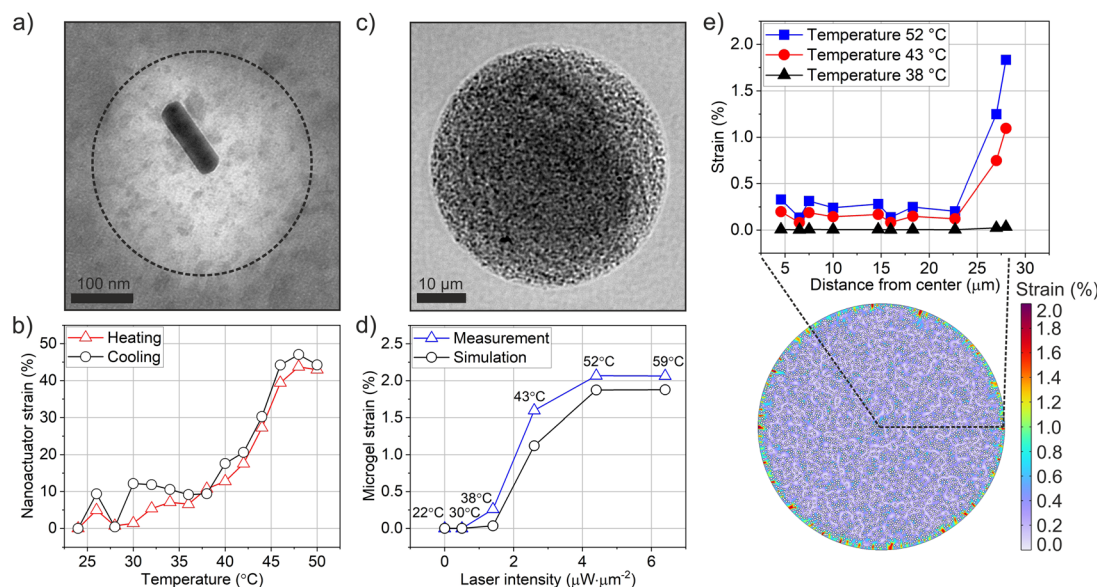 a)
100 nm
c)
10 μm
e)
Temperature 52 °C
Temperature 43 °C
Temperature 38 °C
2.0
1.5
1.0
0.5
0.0
Strain (%)
5 10 15 20 25 30
Distance from center (μm)
Strain (%)
2.0
1.8
1.6
1.4
1.2
1.0
0.8
0.6
0.4
0.2
0.0
b)
Heating
Cooling
50
40
30
20
10
0
Nanoactuator strain (%)
25 30 35 40 45 50
Temperature (°C)
d)
Measurement
Simulation
52°C 59°C
43°C
38°C
22°C 30°C
2.5
2.0
1.5
1.0
0.5
0.0
Microgel strain (%)
0 2 4 6
Laser intensity (μW·μm⁻²)